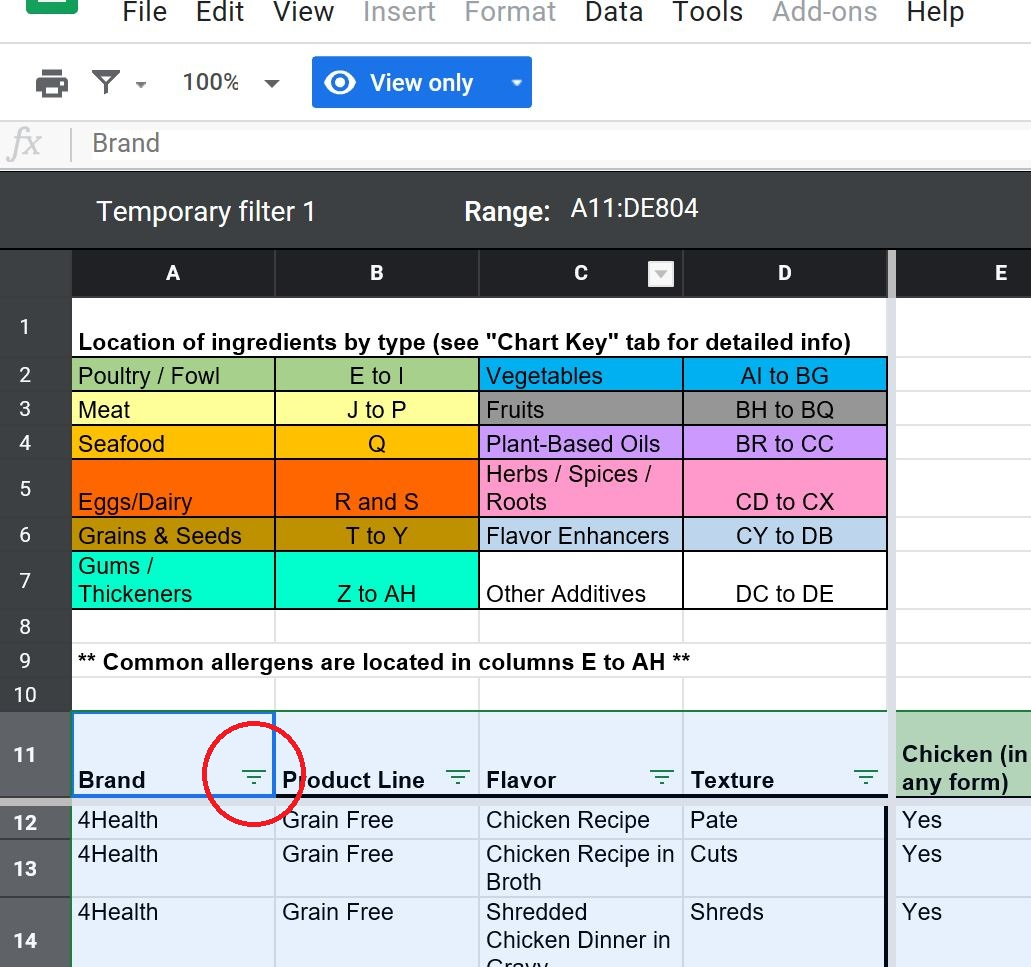 File Edit View Insert Format Data Tools Add-ons Help
100% View only
fx Brand
Temporary filter 1 Range: A11:DE804
A B C D E
1 Location of ingredients by type (see "Chart Key" tab for detailed info)
2 Poultry / Fowl E to I Vegetables AI to BG
3 Meat J to P Fruits BH to BQ
4 Seafood Q Plant-Based Oils BR to CC
Herbs / Spices /
5 Eggs/Dairy R and S Roots CD to CX
6 Grains & Seeds T to Y Flavor Enhancers CY to DB
Gums /
7 Thickeners Z to AH Other Additives DC to DE
8
9 ** Common allergens are located in columns E to AH **
10
11 Brand Product Line Flavor Texture Chicken (in
any form)
12 4Health Grain Free Chicken Recipe Pate Yes
13 4Health Grain Free Chicken Recipe in Cuts Yes
Broth
14 4Health Grain Free Shredded Shreds Yes
Chicken Dinner in
Gravy